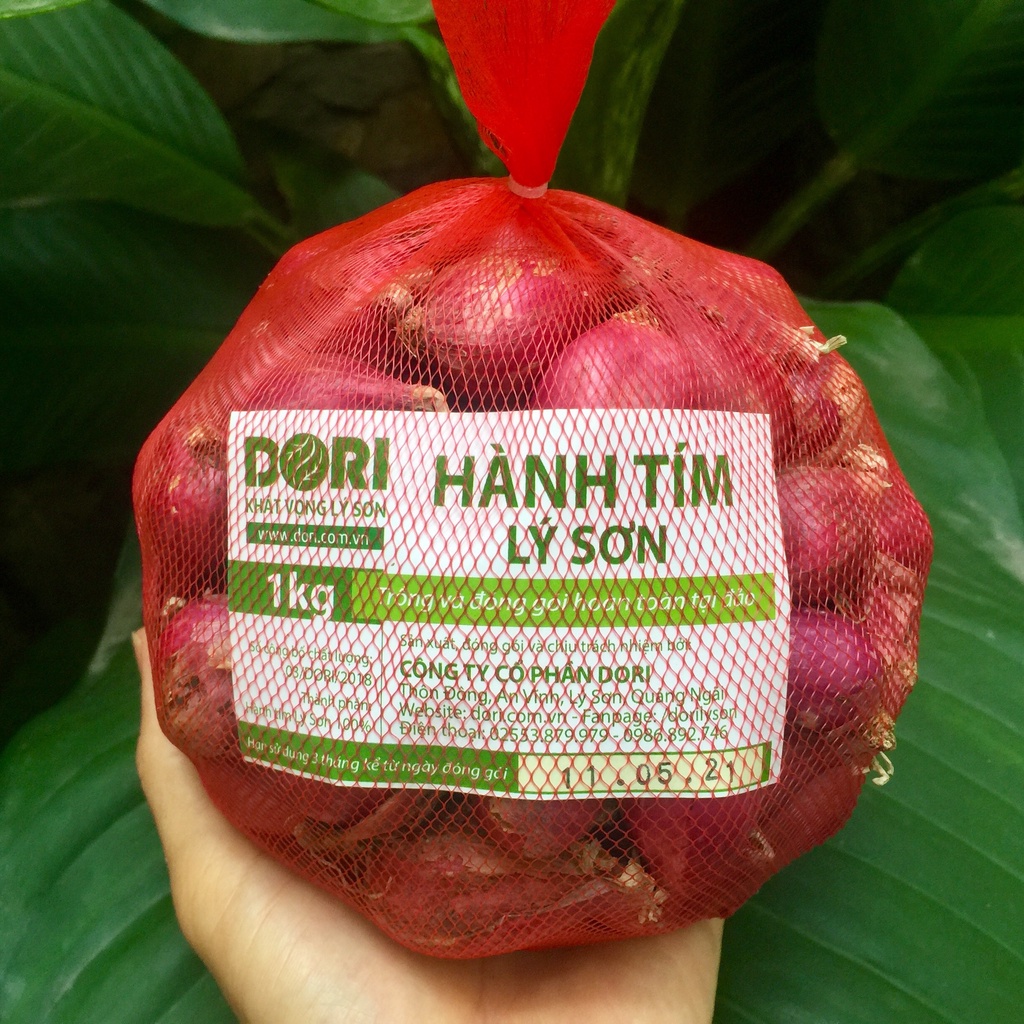 DORI
KHÁT VỌNG LÝ SƠN
www.dori.com.vn
HÀNH TÍM
LÝ SƠN
1kg
Trồng và đóng gói hoàn toàn tại đảo
Số công bố chất lượng:
03/DORI/2018
Thành phần:
Hành tím Lý Sơn 100%
Sản xuất, đóng gói và chịu trách nhiệm bởi:
CÔNG TY CỔ PHẦN DORI
Thôn Đông, An Vĩnh, Lý Sơn, Quảng Ngãi
Website: dori.com.vn - Fanpage: /dorilyson
Điện thoại: 02553.879.979 - 0986.892.746
Hạn sử dụng 3 tháng kể từ ngày đóng gói
11.05.21